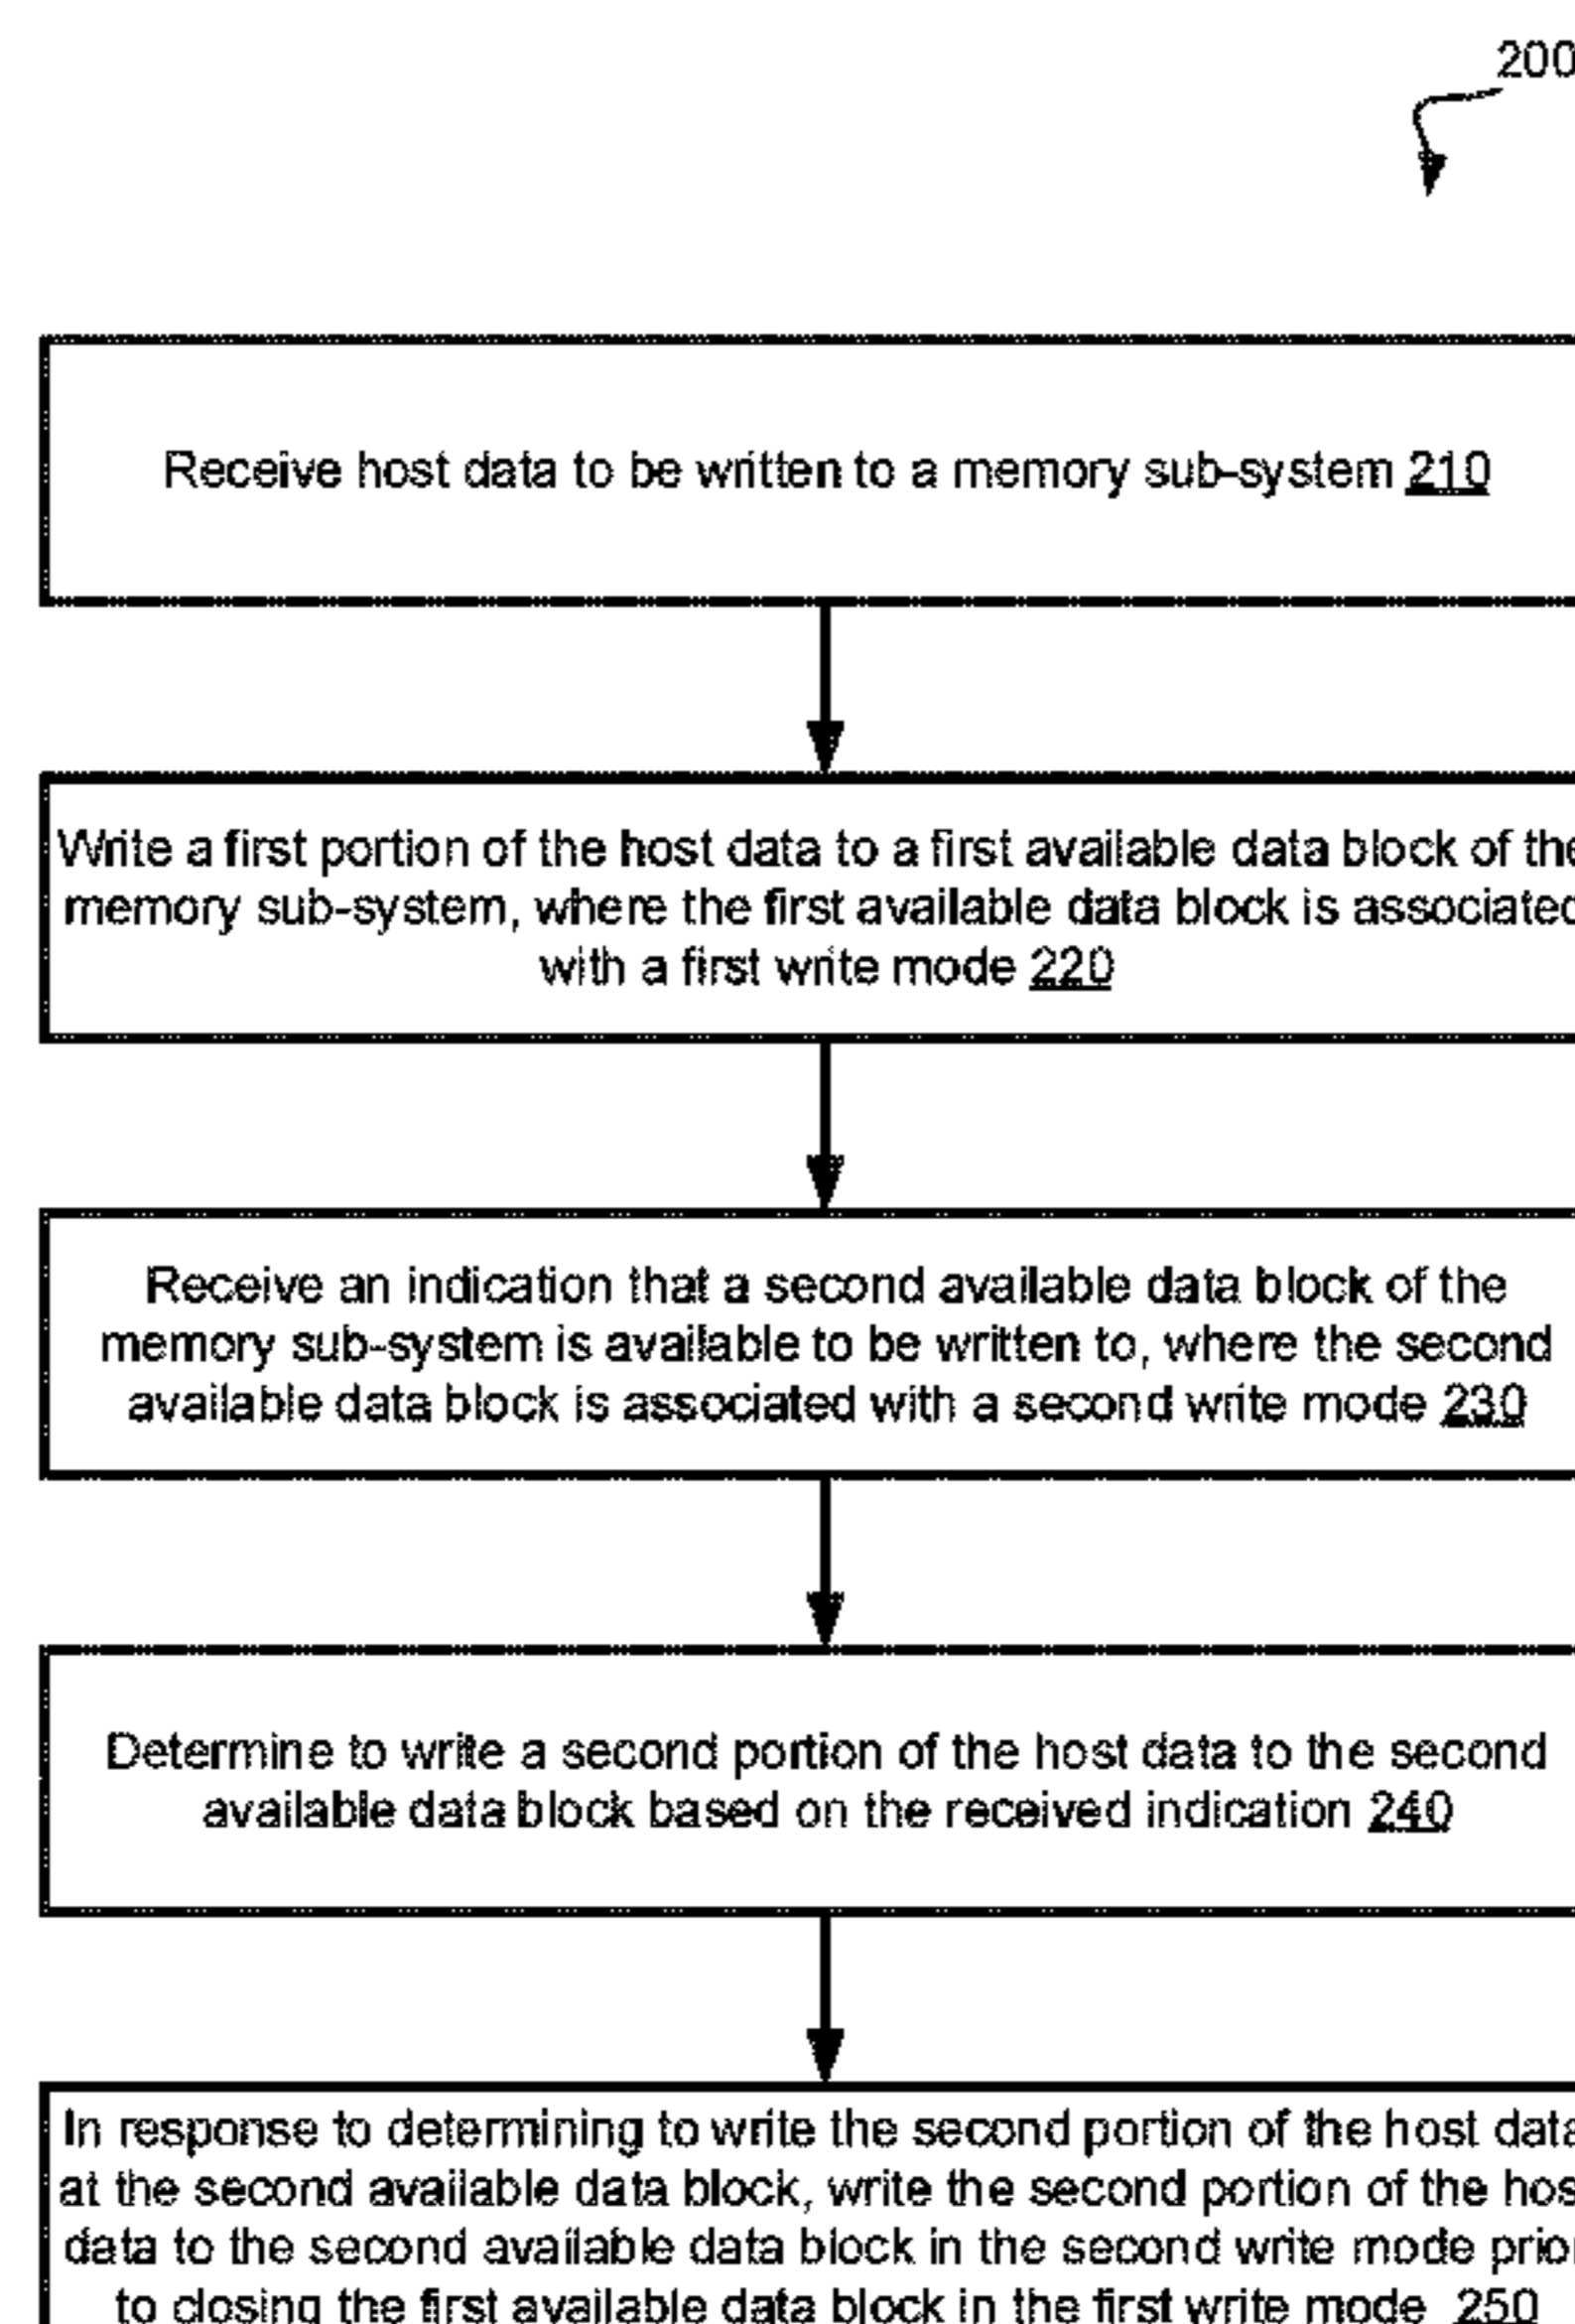 200
Receive host data to be written to a memory sub-system 210
Write a first portion of the host data to a first available data block of the
memory sub-system, where the first available data block is associated
with a first write mode 220
Receive an indication that a second available data block of the
memory sub-system is available to be written to, where the second
available data block is associated with a second write mode 230
Determine to write a second portion of the host data to the second
available data block based on the received indication 240
In response to determining to write the second portion of the host data
at the second available data block, write the second portion of the host
data to the second available data block in the second write mode prior
to closing the first available data block in the first write mode 250